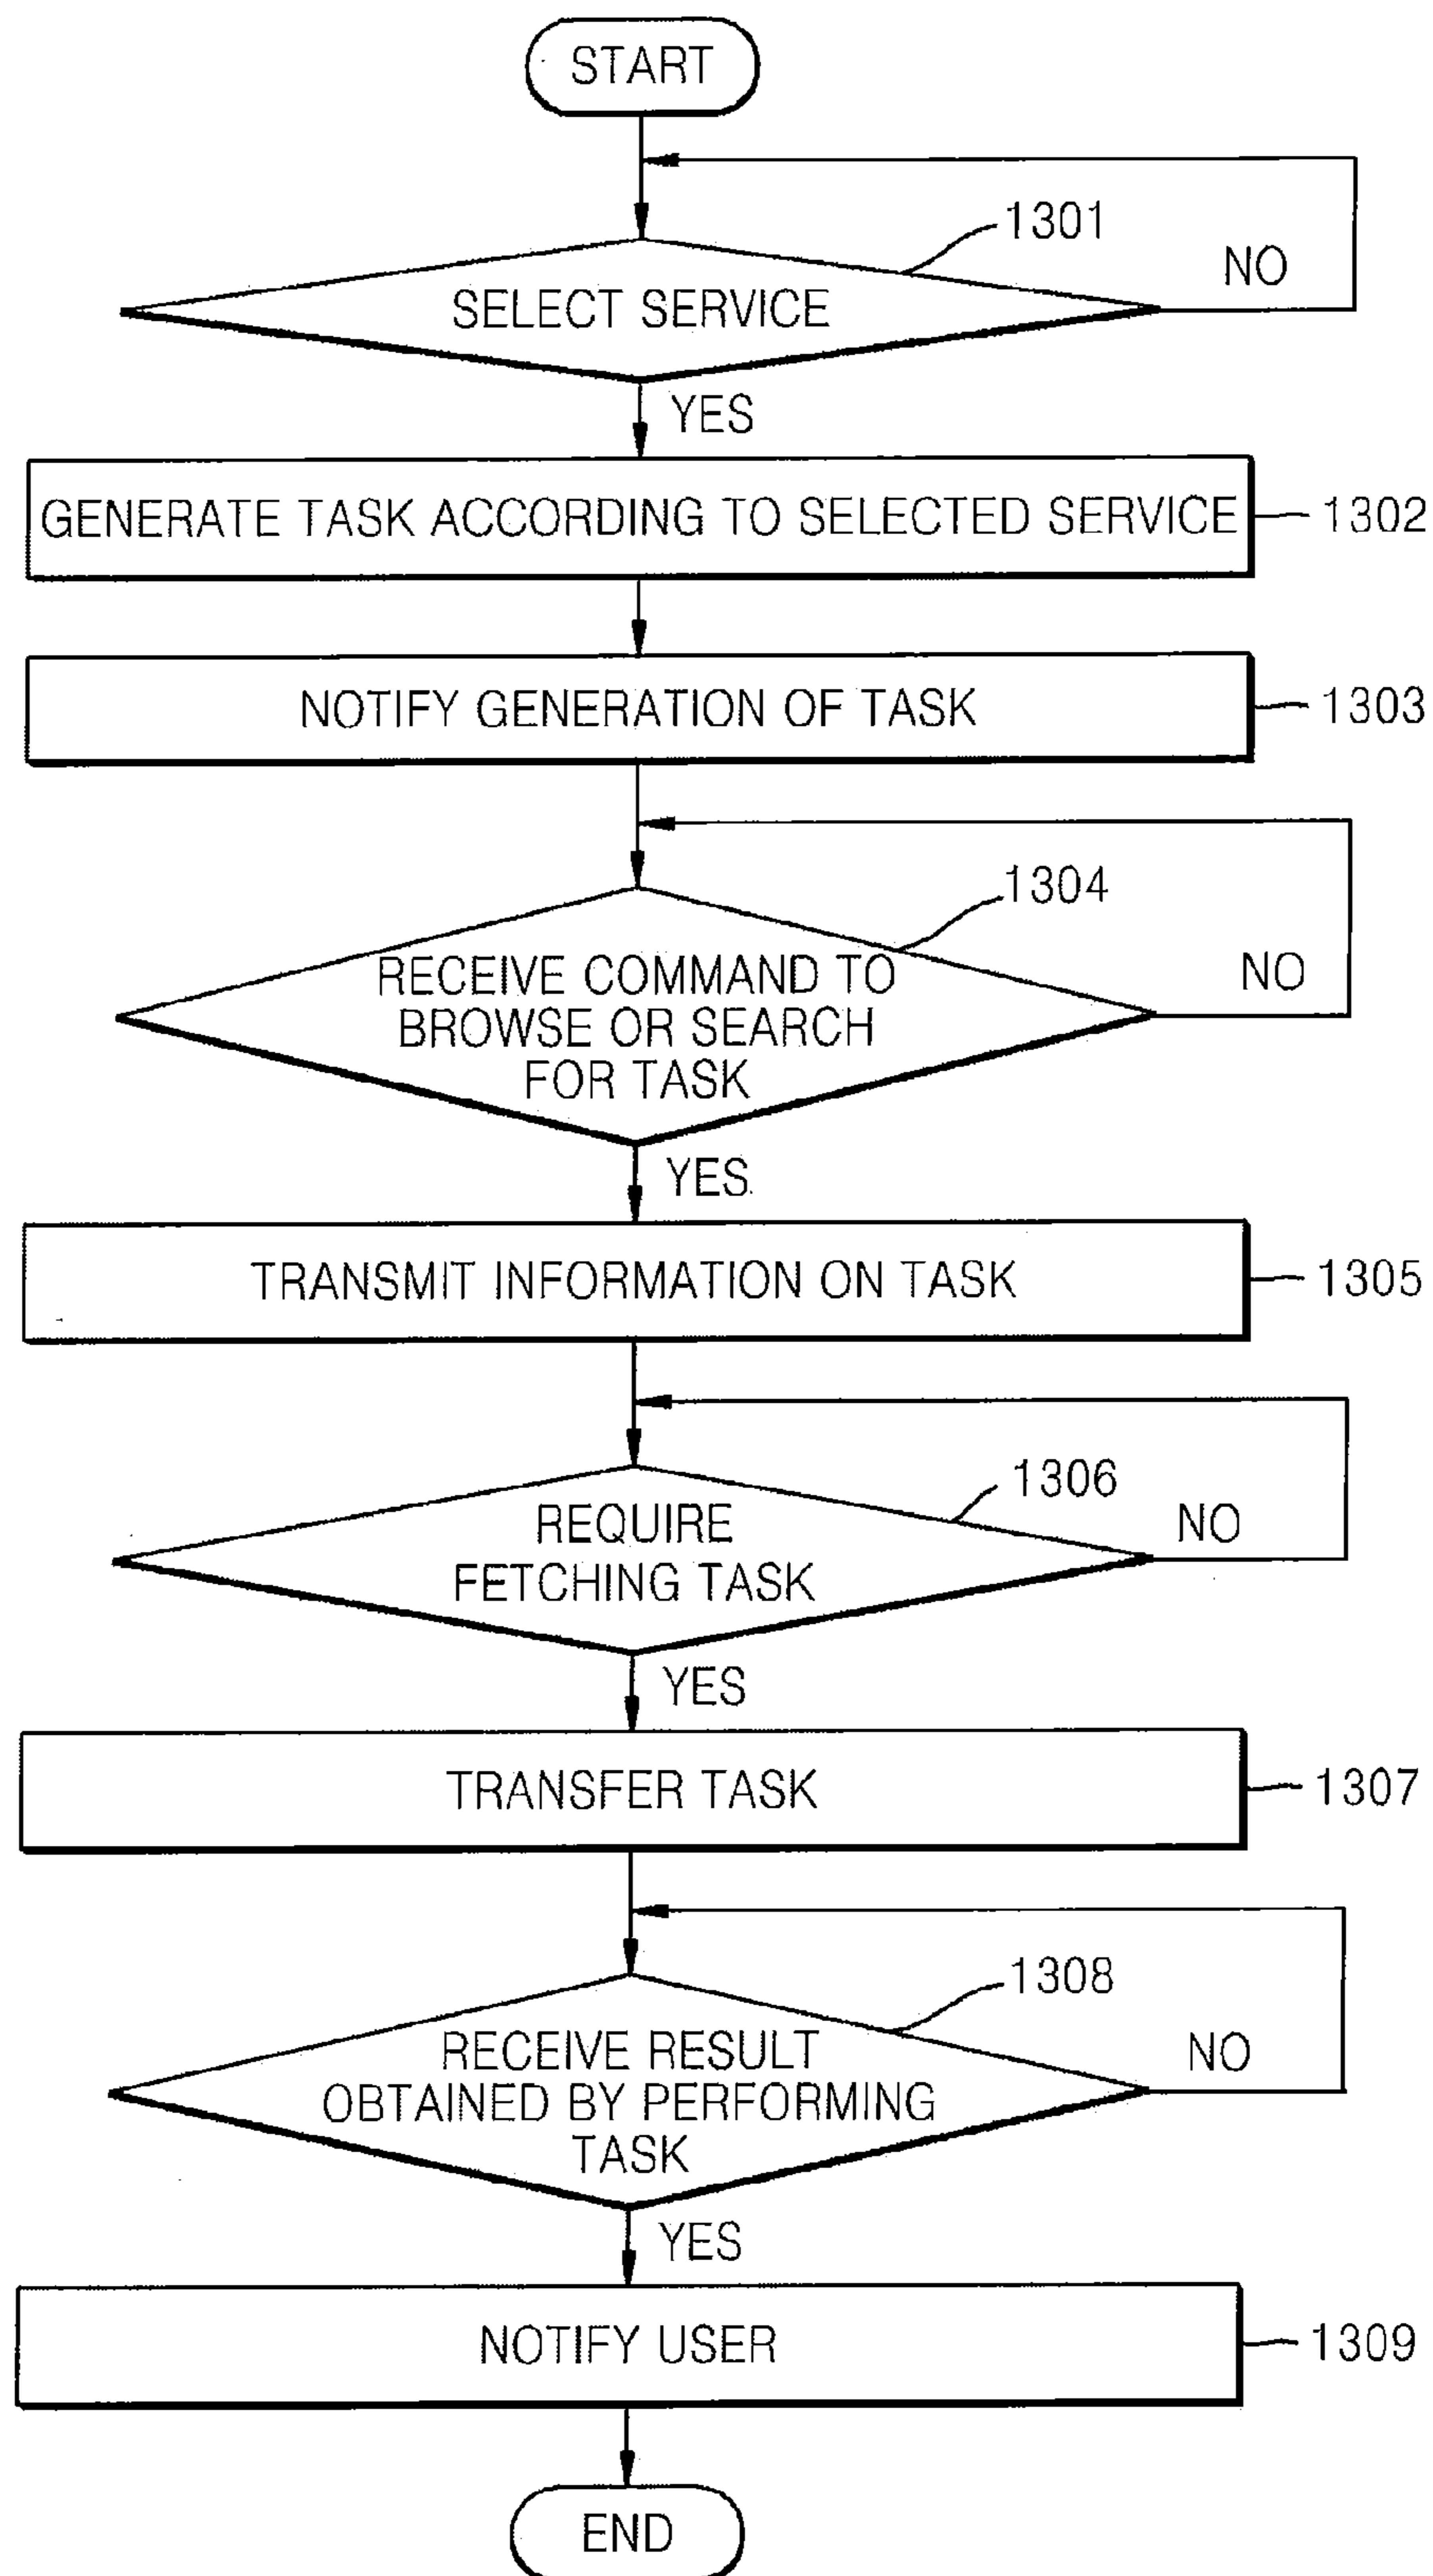 START
1301
NO
SELECT SERVICE
YES
GENERATE TASK ACCORDING TO SELECTED SERVICE
1302
NOTIFY GENERATION OF TASK
1303
1304
RECEIVE COMMAND TO
NO
BROWSE OR SEARCH
FOR TASK
YES
TRANSMIT INFORMATION ON TASK
1305
1306
REQUIRE
NO
FETCHING TASK
YES
TRANSFER TASK
1307
1308
RECEIVE RESULT
NO
OBTAINED BY PERFORMING
TASK
YES
NOTIFY USER
1309
END